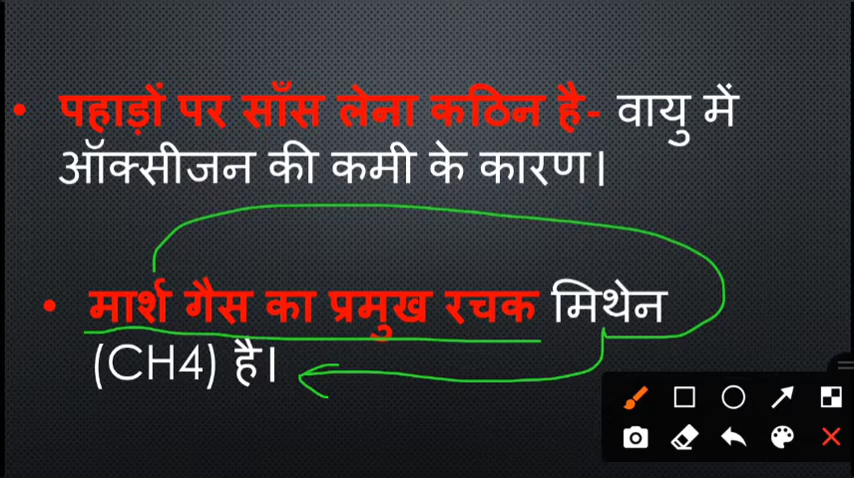 • पहाड़ों पर साँस लेना कठिन है- वायु में
ऑक्सीजन की कमी के कारण।
• मार्श गैस का प्रमुख रचक मिथेन
(CH4) है।